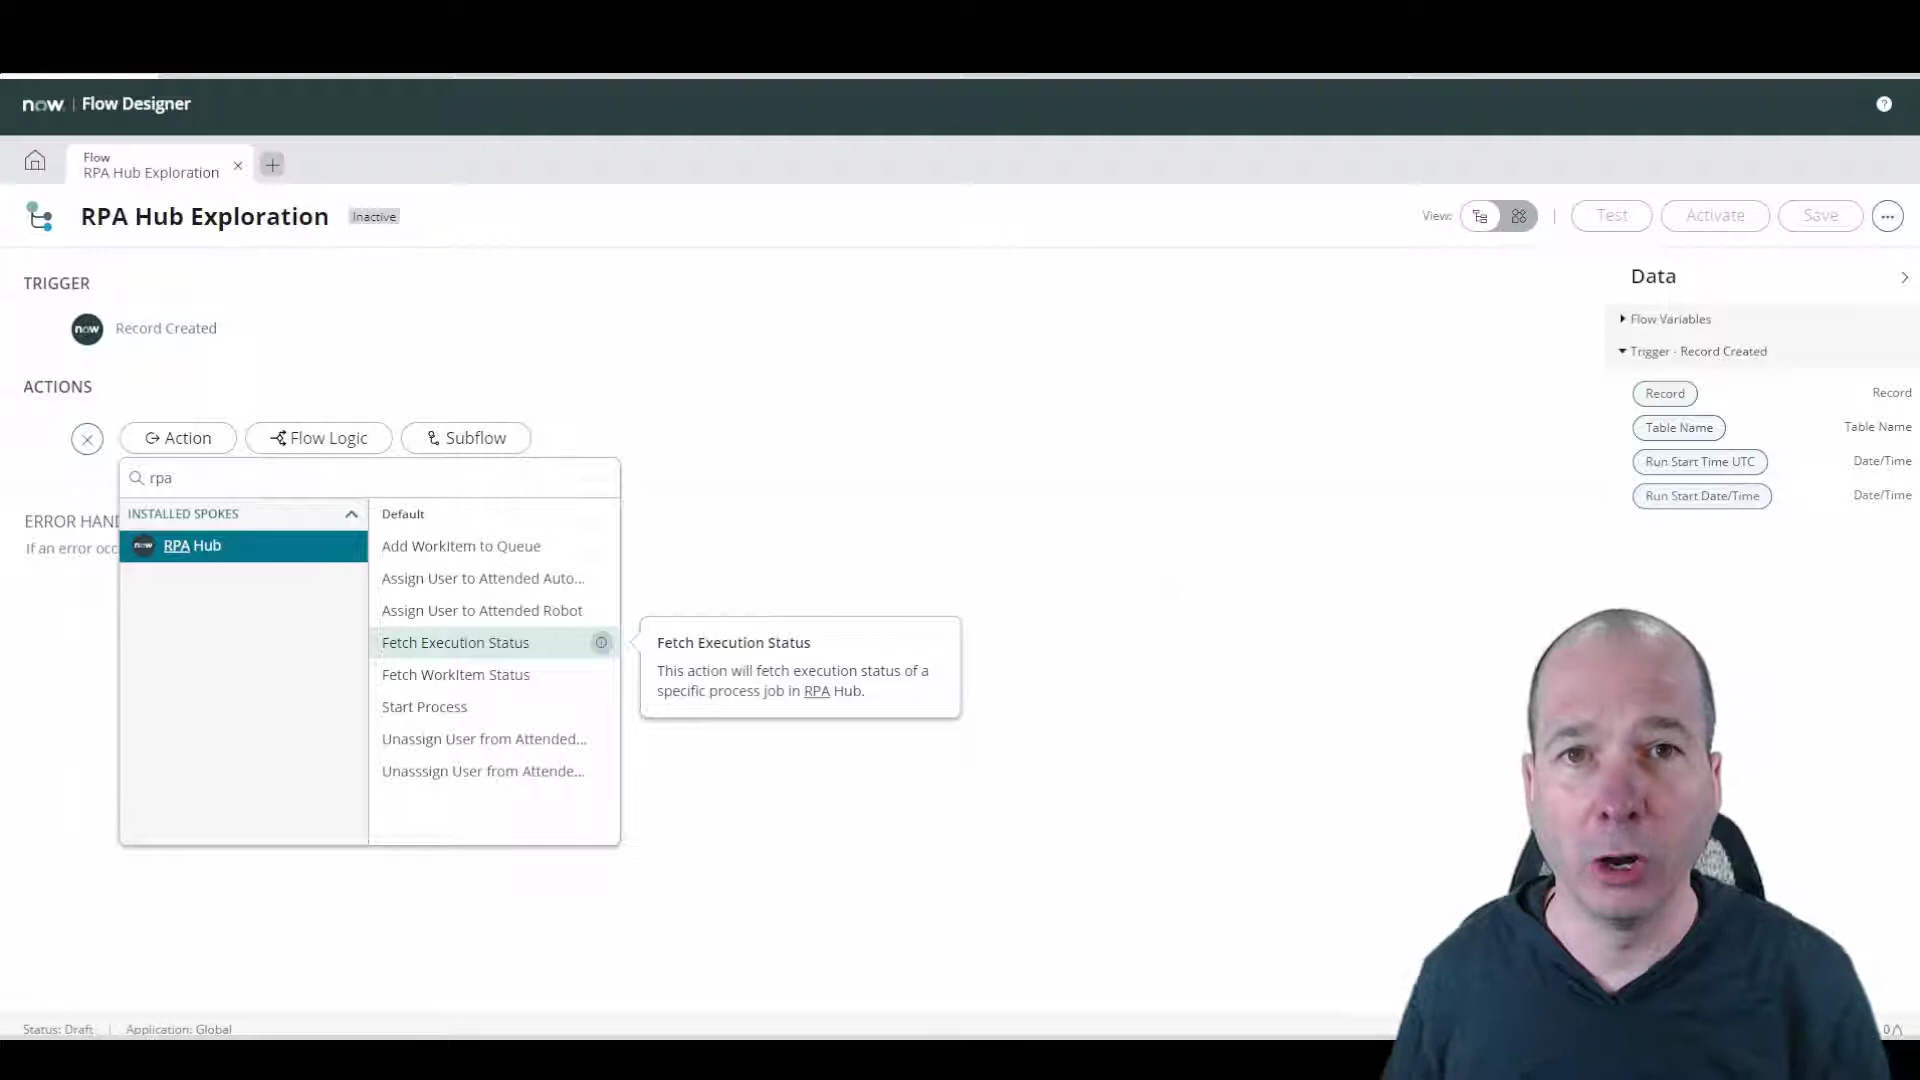 now. | Flow Designer
?
Flow
RPA Hub Exploration
RPA Hub Exploration
Inactive
View:
Test
Activate
Save
TRIGGER
now
Record Created
ACTIONS
Action
Flow Logic
Subflow
rpa
INSTALLED SPOKES
now
RPA Hub
Default
Add WorkItem to Queue
Assign User to Attended Auto...
Assign User to Attended Robot
Fetch Execution Status
Fetch WorkItem Status
Start Process
Unassign User from Attended...
Unasssign User from Attende...
Fetch Execution Status
This action will fetch execution status of a
specific process job in RPA Hub.
ERROR HAND
If an error occ
Data
Flow Variables
Trigger - Record Created
Record
Record
Table Name
Table Name
Run Start Time UTC
Date/Time
Run Start Date/Time
Date/Time
Status: Draft | Application: Global
0